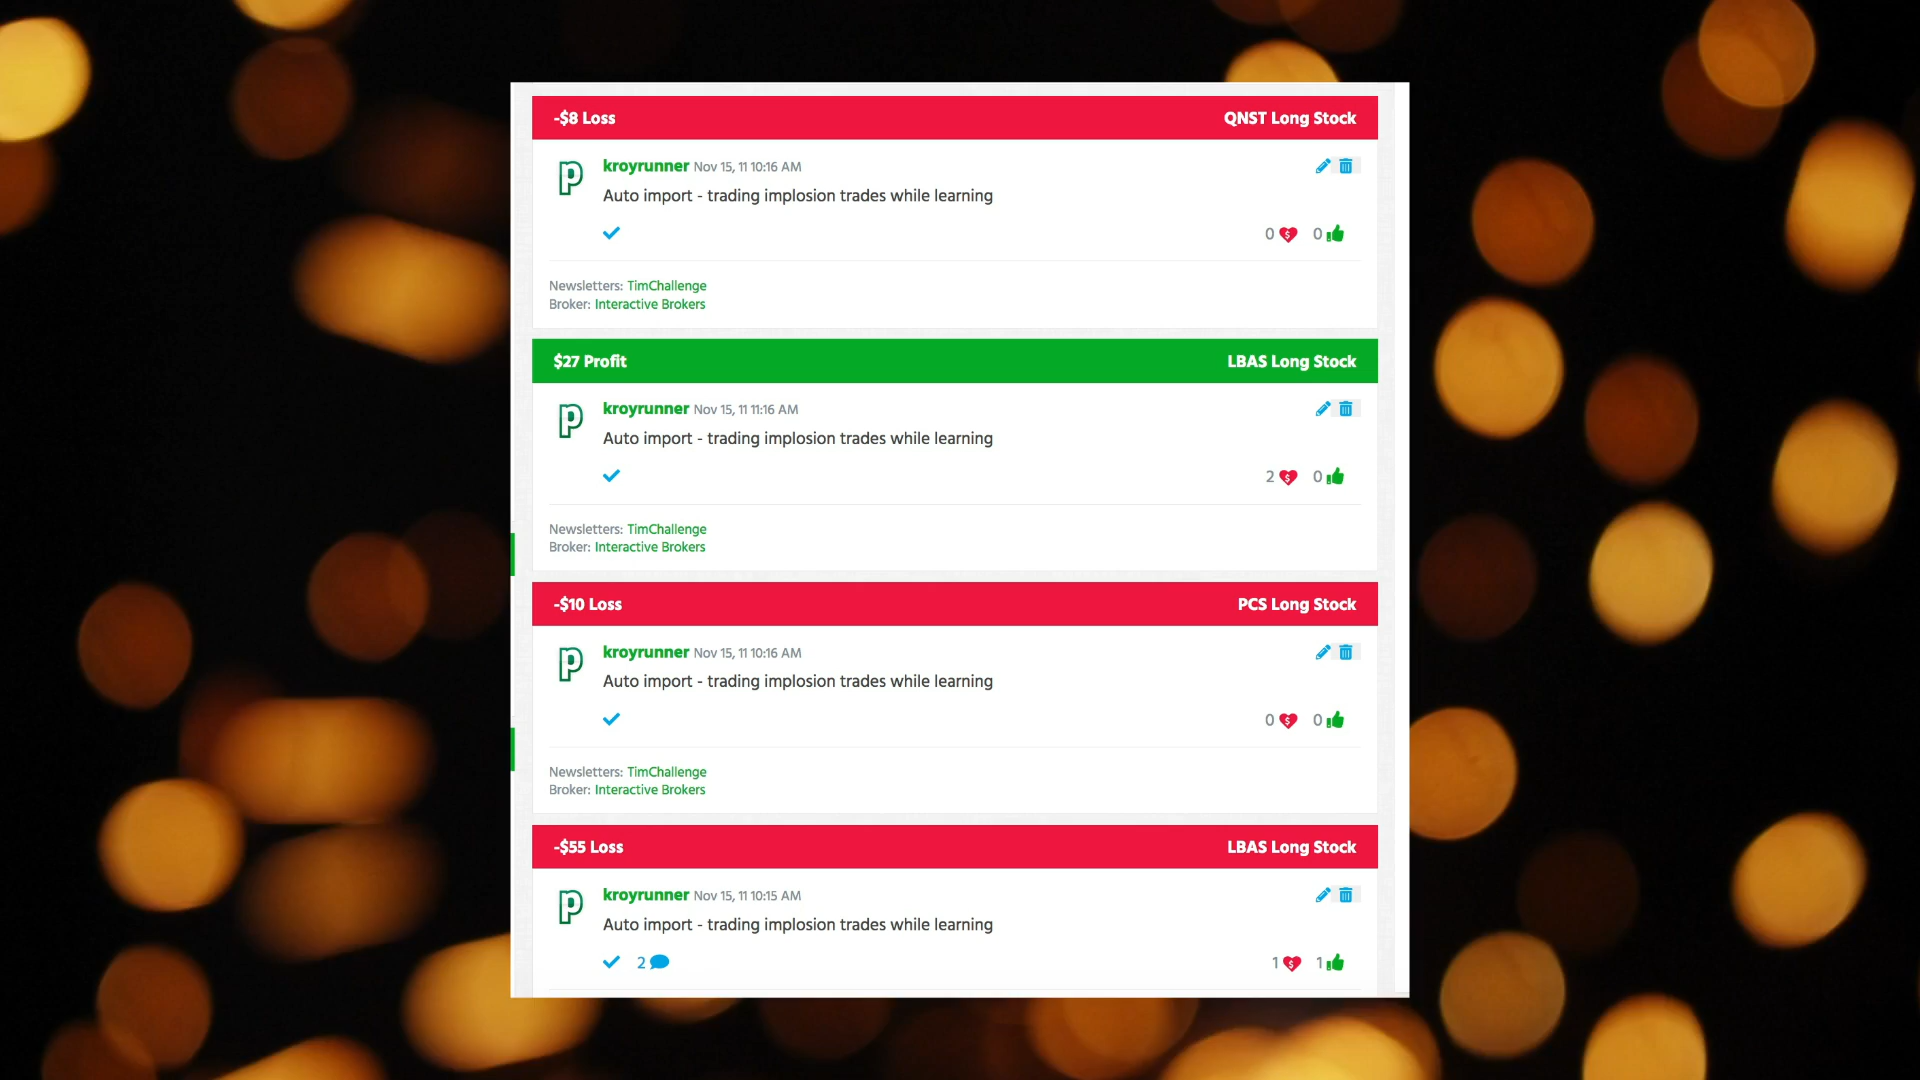 -$8 Loss QNST Long Stock
kroyrunner Nov 15, 11 10:16 AM
Auto import - trading implosion trades while learning
0 0
Newsletters: TimChallenge
Broker: Interactive Brokers
$27 Profit LBAS Long Stock
kroyrunner Nov 15, 11 11:16 AM
Auto import - trading implosion trades while learning
2 0
Newsletters: TimChallenge
Broker: Interactive Brokers
-$10 Loss PCS Long Stock
kroyrunner Nov 15, 11 10:16 AM
Auto import - trading implosion trades while learning
0 0
Newsletters: TimChallenge
Broker: Interactive Brokers
-$55 Loss LBAS Long Stock
kroyrunner Nov 15, 11 10:15 AM
Auto import - trading implosion trades while learning
2 1 1